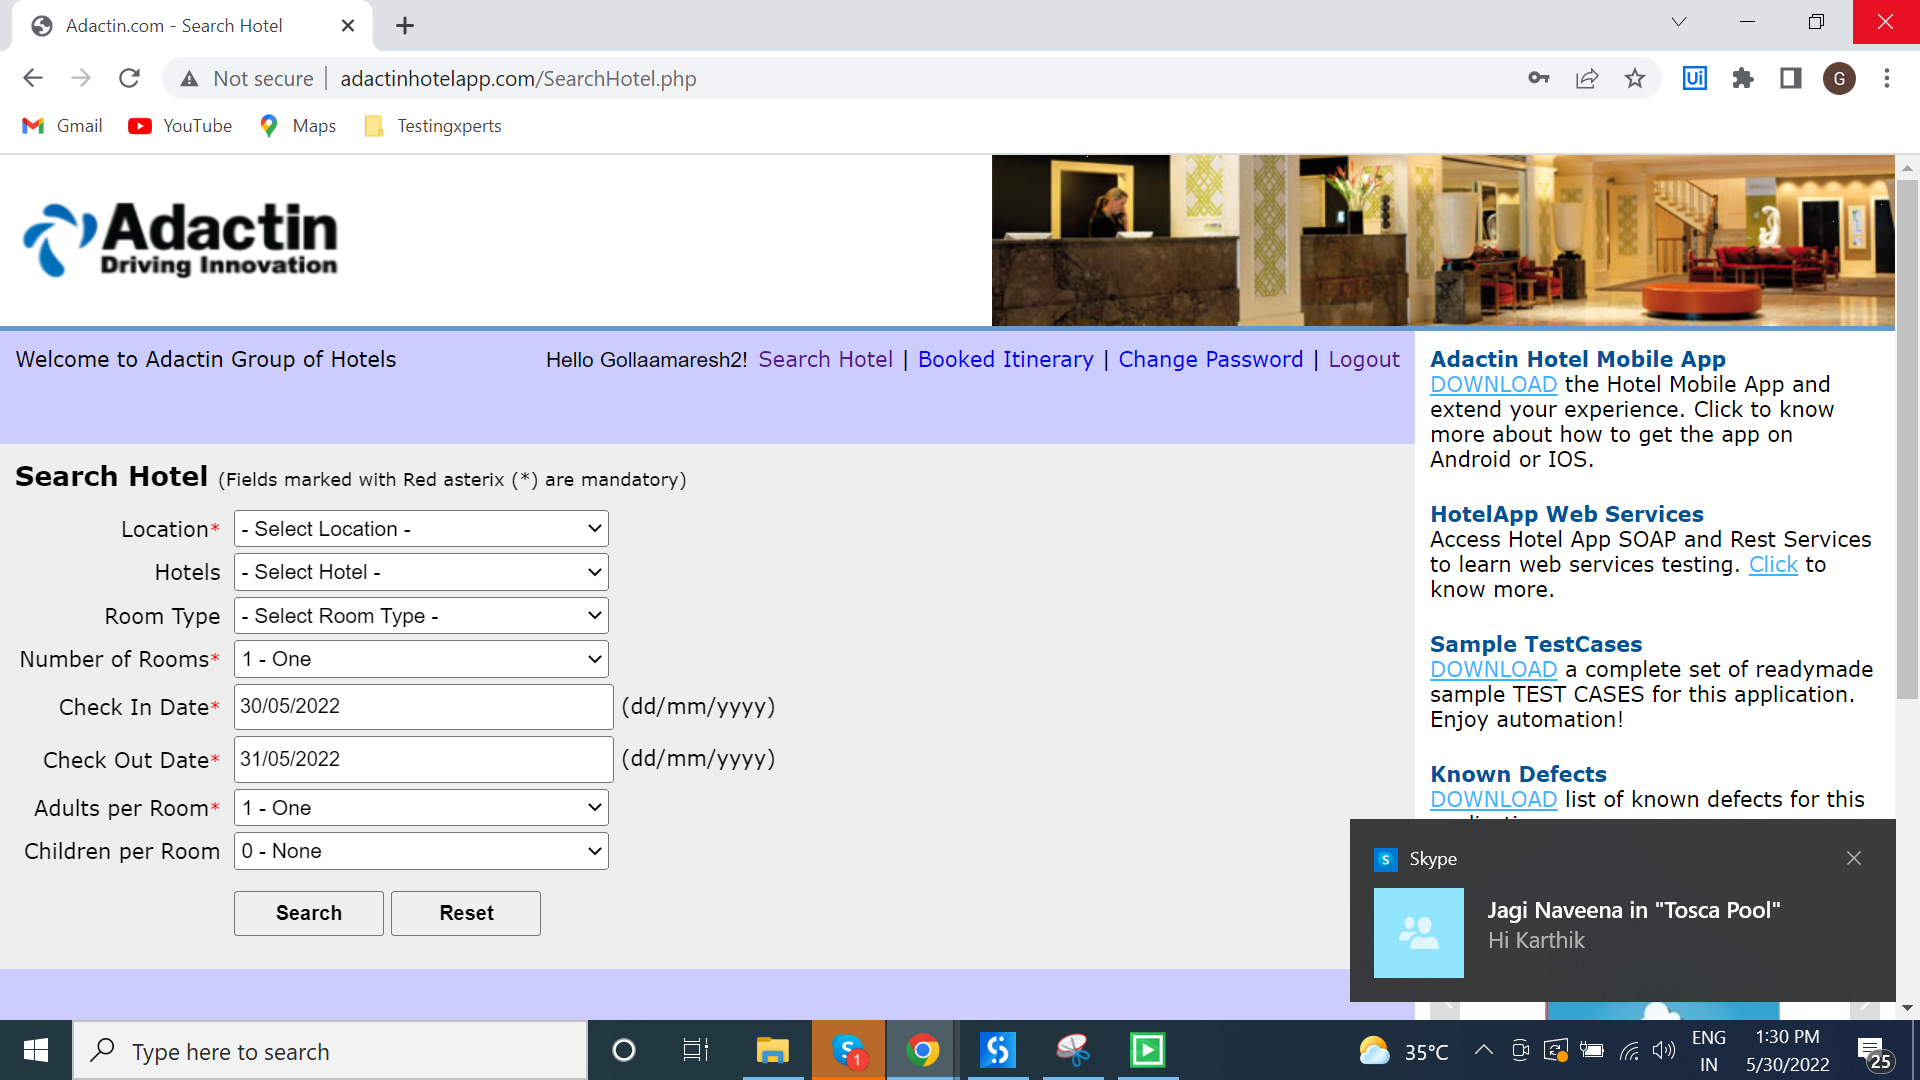 Adactin.com - Search Hotel
Not secure
adactinhotelapp.com/SearchHotel.php
Ui
G
Gmail
YouTube
Maps
Testingxperts
Adactin
Driving Innovation
Welcome to Adactin Group of Hotels
Hello Gollaamaresh2! Search Hotel | Booked Itinerary | Change Password | Logout
Search Hotel (Fields marked with Red asterix (*) are mandatory)
Location* - Select Location -
Hotels - Select Hotel -
Room Type - Select Room Type -
Number of Rooms* 1 - One
Check In Date* 30/05/2022 (dd/mm/yyyy)
Check Out Date* 31/05/2022 (dd/mm/yyyy)
Adults per Room* 1 - One
Children per Room 0 - None
Search Reset
Adactin Hotel Mobile App
DOWNLOAD the Hotel Mobile App and
extend your experience. Click to know
more about how to get the app on
Android or IOS.
HotelApp Web Services
Access Hotel App SOAP and Rest Services
to learn web services testing. Click to
know more.
Sample TestCases
DOWNLOAD a complete set of readymade
sample TEST CASES for this application.
Enjoy automation!
Known Defects
DOWNLOAD list of known defects for this
S Skype
Jagi Naveena in "Tosca Pool"
Hi Karthik
Type here to search
S 1
35°C
ENG
IN
1:30 PM
5/30/2022
25